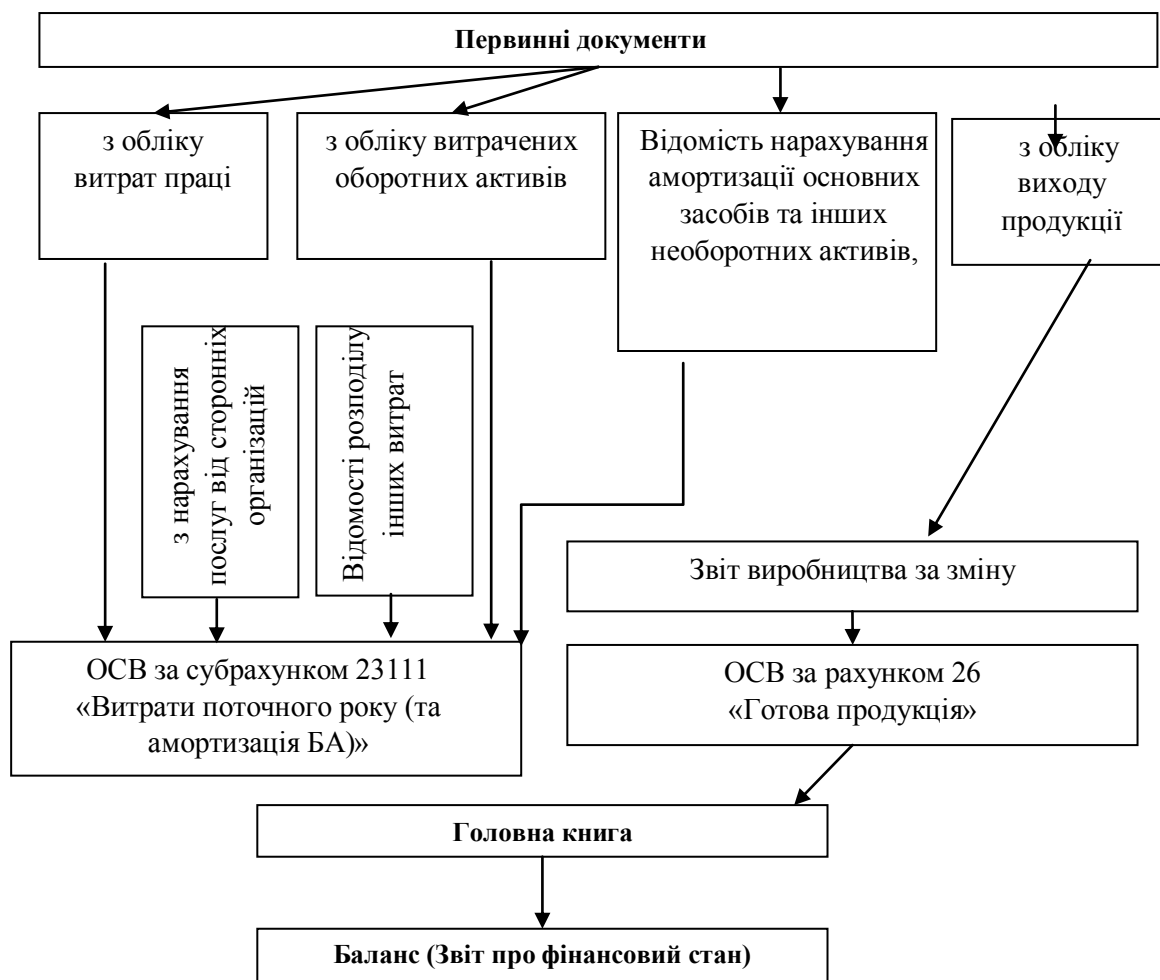 Первинні документи
з обліку
витрат праці
з обліку витрачених
оборотних активів
Відомість нарахування
амортизації основних
засобів та інших
необоротних активів,
з обліку
виходу
продукції
з нарахування
послуг від сторонніх
організацій
Відомості розподілу
інших витрат
Звіт виробництва за зміну
ОСВ за субрахунком 23111
«Витрати поточного року (та
амортизація БА)»
ОСВ за рахунком 26
«Готова продукція»
Головна книга
Баланс (Звіт про фінансовий стан)